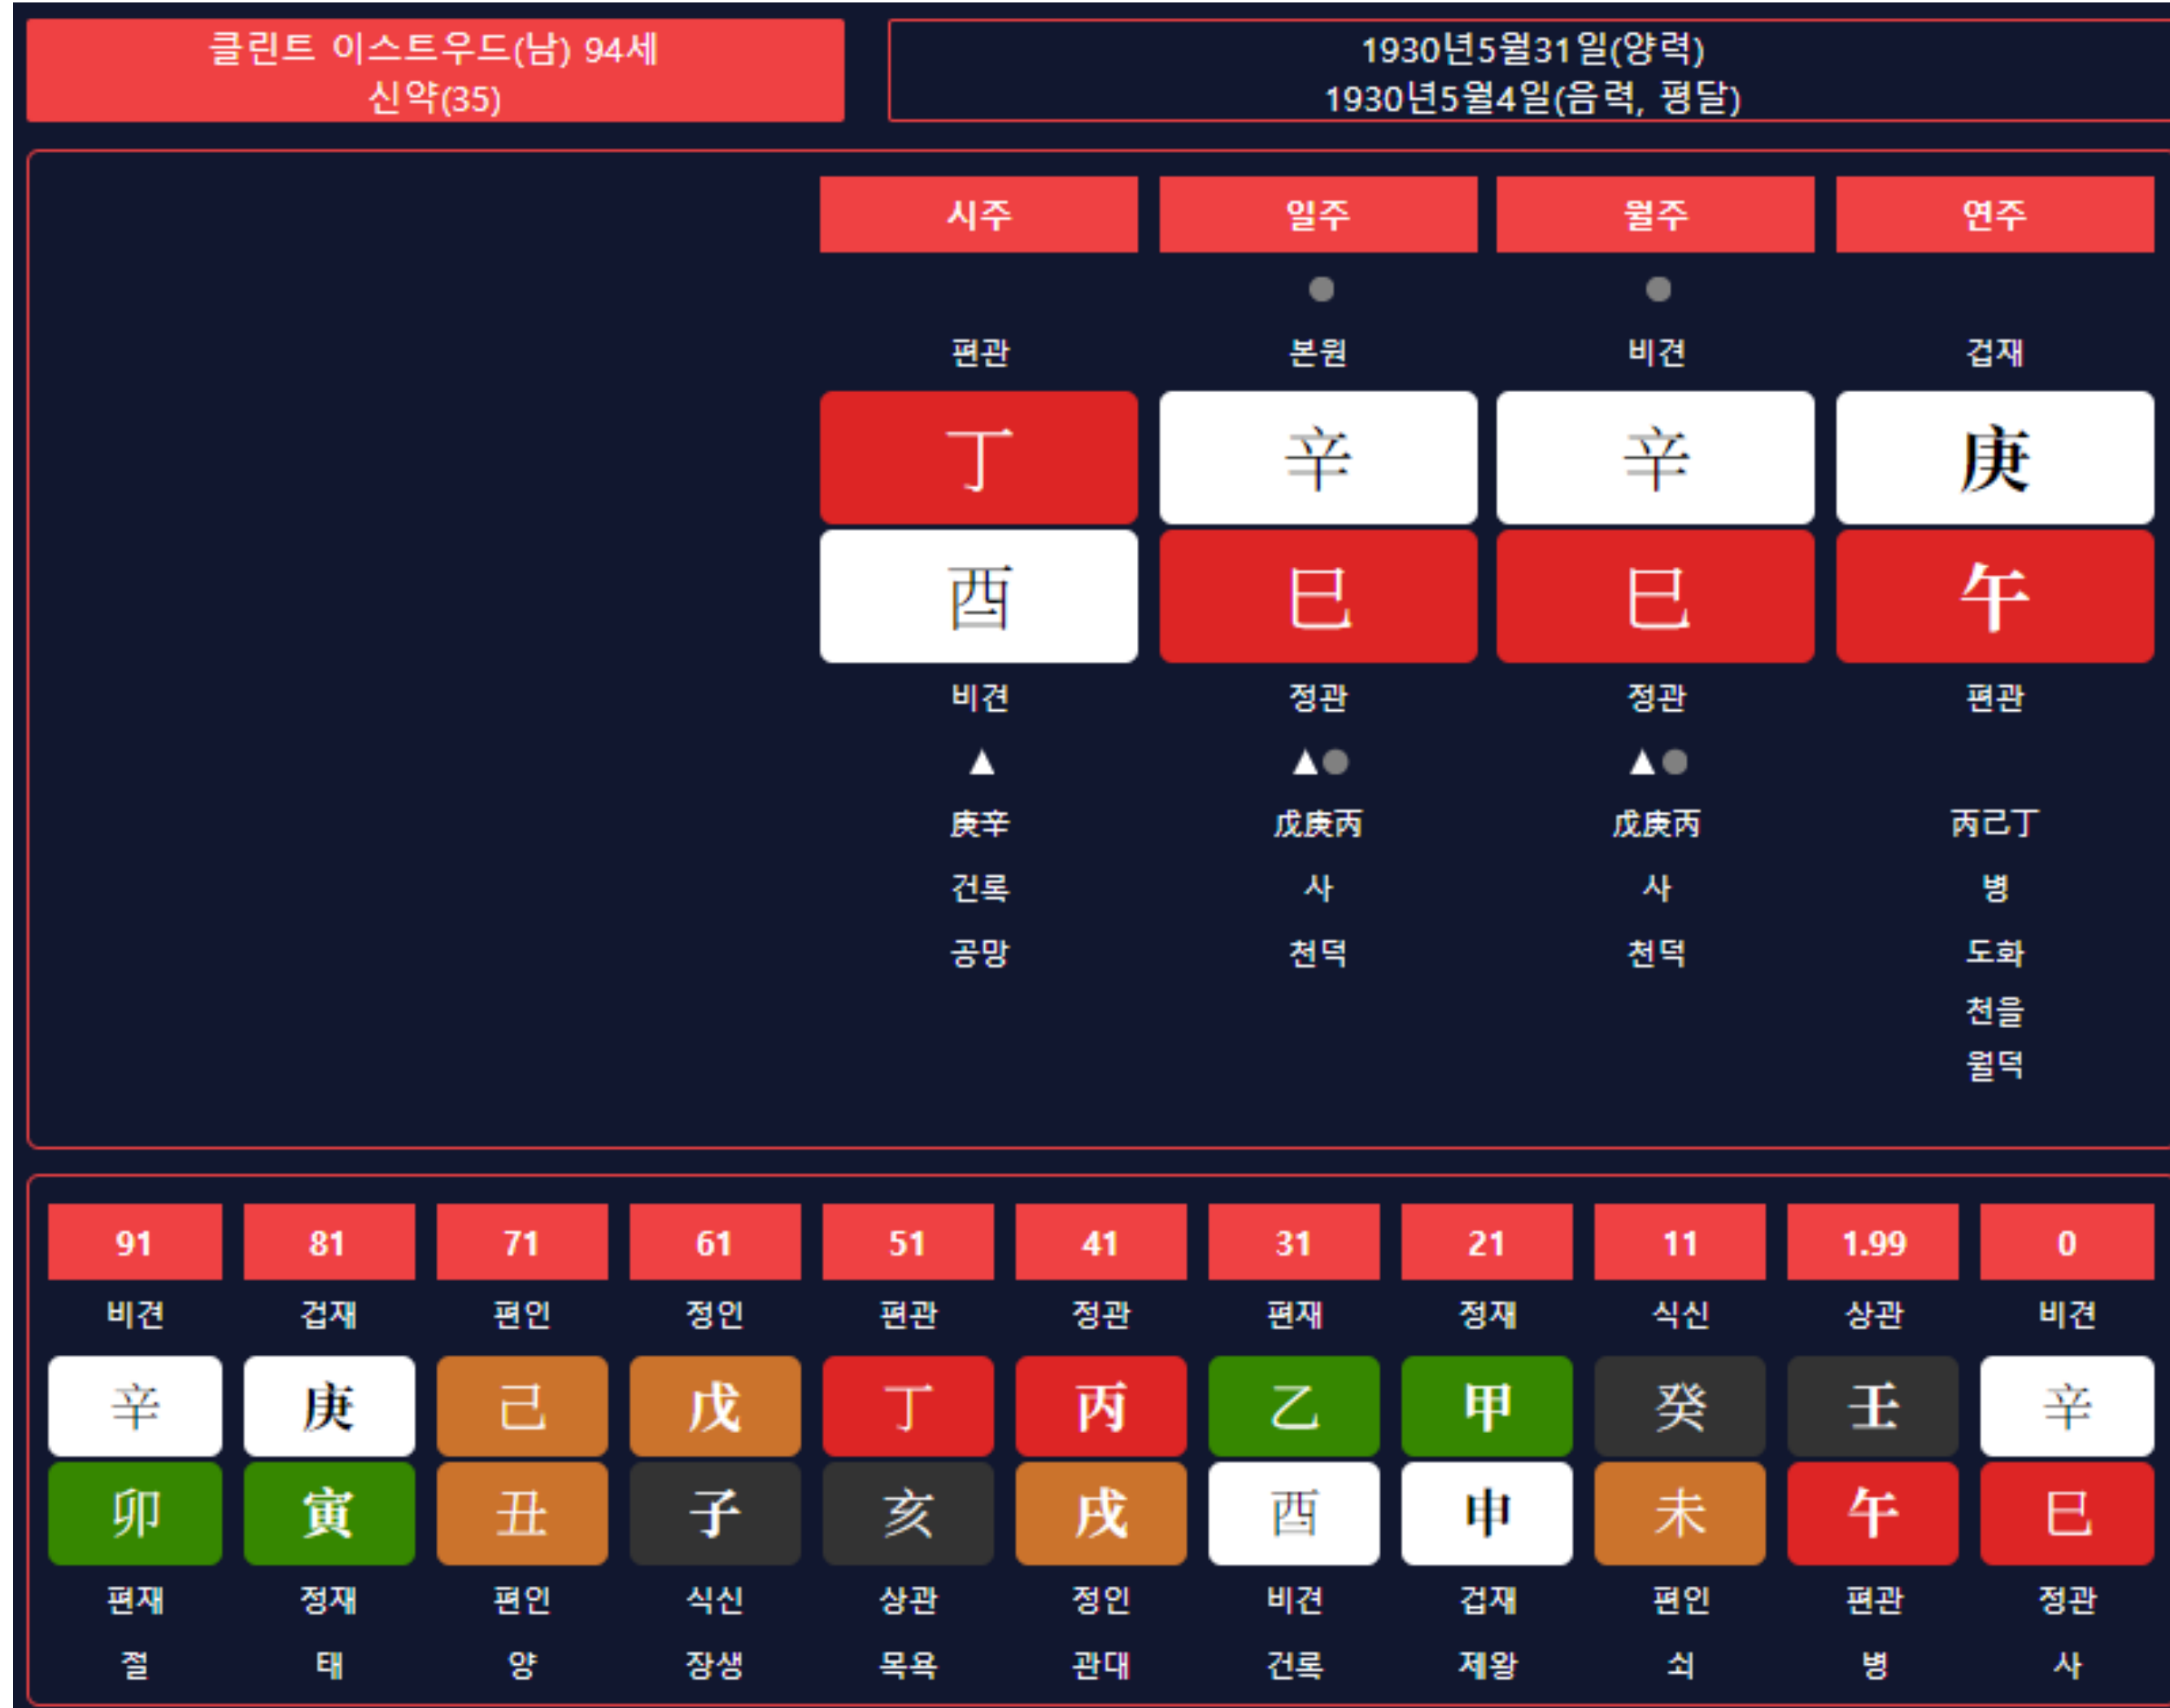 클린트 이스트우드(남) 94세
신약(35)
1930년5월31일(양력)
1930년5월4일(음력, 평달)
시주 일주 월주 연주
편관 본원 비견 겁재
丁 辛 辛 庚
酉 巳 巳 午
비견 정관 정관 편관
庚辛 戊庚丙 戊庚丙 丙己丁
건록 사 사 병
공망 천덕 천덕 도화
천을
월덕
91 81 71 61 51 41 31 21 11 1.99 0
비견 겁재 편인 정인 편관 정관 편재 정재 식신 상관 비견
辛 庚 己 戊 丁 丙 乙 甲 癸 壬 辛
卯 寅 丑 子 亥 戌 酉 申 未 午 巳
편재 정재 편인 식신 상관 정인 비견 겁재 편인 편관 정관
절 태 양 장생 목욕 관대 건록 제왕 쇠 병 사